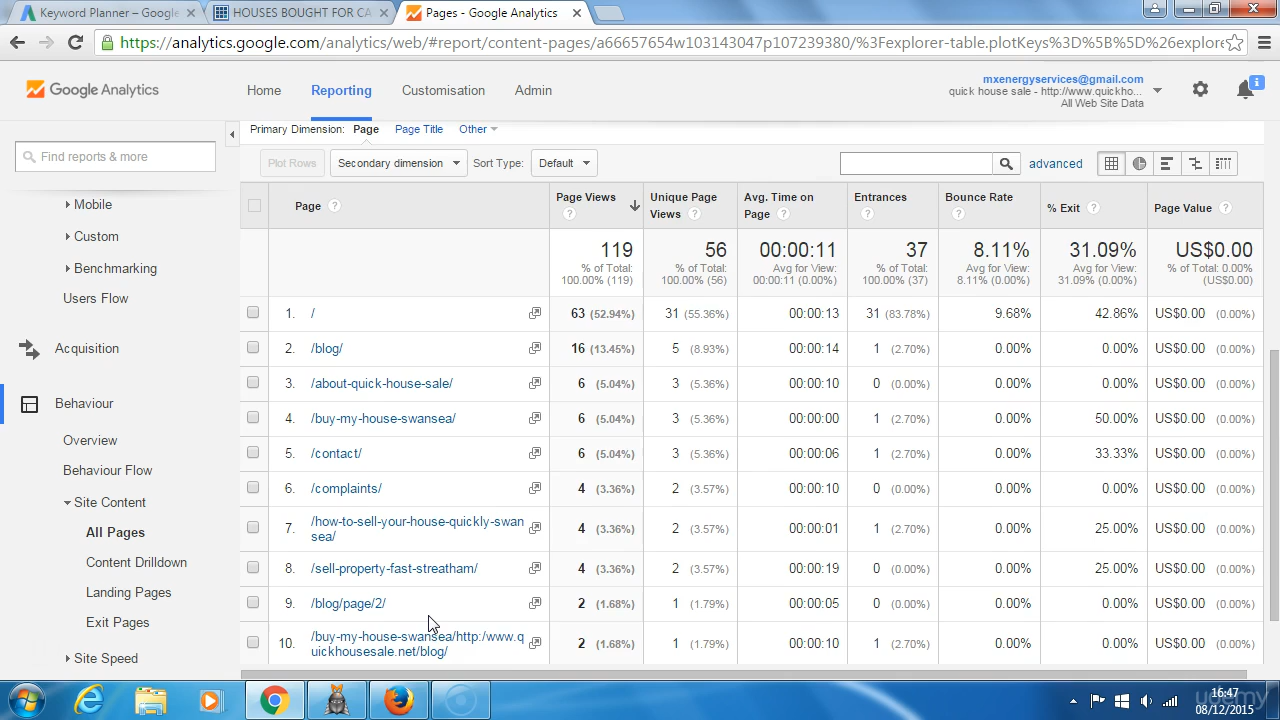 Keyword Planner – Google
HOUSES BOUGHT FOR CA
Pages - Google Analytics
https://analytics.google.com/analytics/web/#report/content-pages/a66657654w103143047p107239380/%3Fexplorer-table.plotKeys%3D%5B%5D%26explore
Google Analytics
Home Reporting Customisation Admin
mxenergyservices@gmail.com
quick house sale - http://www.quickho...
All Web Site Data
Find reports & more
Mobile
Custom
Benchmarking
Users Flow
Acquisition
Behaviour
Overview
Behaviour Flow
Site Content
All Pages
Content Drilldown
Landing Pages
Exit Pages
Site Speed
Primary Dimension: Page Page Title Other
Plot Rows Secondary dimension Sort Type: Default advanced
Page Page Views Unique Page Views Avg. Time on Page Entrances Bounce Rate % Exit Page Value
119 56 00:00:11 37 8.11% 31.09% US$0.00
% of Total: % of Total: Avg for View: % of Total: Avg for View: Avg for View: % of Total: 0.00%
100.00% (119) 100.00% (56) 00:00:11 (0.00%) 100.00% (37) 8.11% (0.00%) 31.09% (0.00%) (US$0.00)
1. / 63 (52.94%) 31 (55.36%) 00:00:13 31 (83.78%) 9.68% 42.86% US$0.00 (0.00%)
2. /blog/ 16 (13.45%) 5 (8.93%) 00:00:14 1 (2.70%) 0.00% 0.00% US$0.00 (0.00%)
3. /about-quick-house-sale/ 6 (5.04%) 3 (5.36%) 00:00:10 0 (0.00%) 0.00% 0.00% US$0.00 (0.00%)
4. /buy-my-house-swansea/ 6 (5.04%) 3 (5.36%) 00:00:00 1 (2.70%) 0.00% 50.00% US$0.00 (0.00%)
5. /contact/ 6 (5.04%) 3 (5.36%) 00:00:06 1 (2.70%) 0.00% 33.33% US$0.00 (0.00%)
6. /complaints/ 4 (3.36%) 2 (3.57%) 00:00:10 0 (0.00%) 0.00% 0.00% US$0.00 (0.00%)
7. /how-to-sell-your-house-quickly-swan
sea/ 4 (3.36%) 2 (3.57%) 00:00:01 1 (2.70%) 0.00% 25.00% US$0.00 (0.00%)
8. /sell-property-fast-streatham/ 4 (3.36%) 2 (3.57%) 00:00:19 0 (0.00%) 0.00% 25.00% US$0.00 (0.00%)
9. /blog/page/2/ 2 (1.68%) 1 (1.79%) 00:00:05 0 (0.00%) 0.00% 0.00% US$0.00 (0.00%)
10. /buy-my-house-swansea/http:/www.q
uickhousesale.net/blog/ 2 (1.68%) 1 (1.79%) 00:00:10 1 (2.70%) 0.00% 0.00% US$0.00 (0.00%)
16:47
08/12/2015
udemy